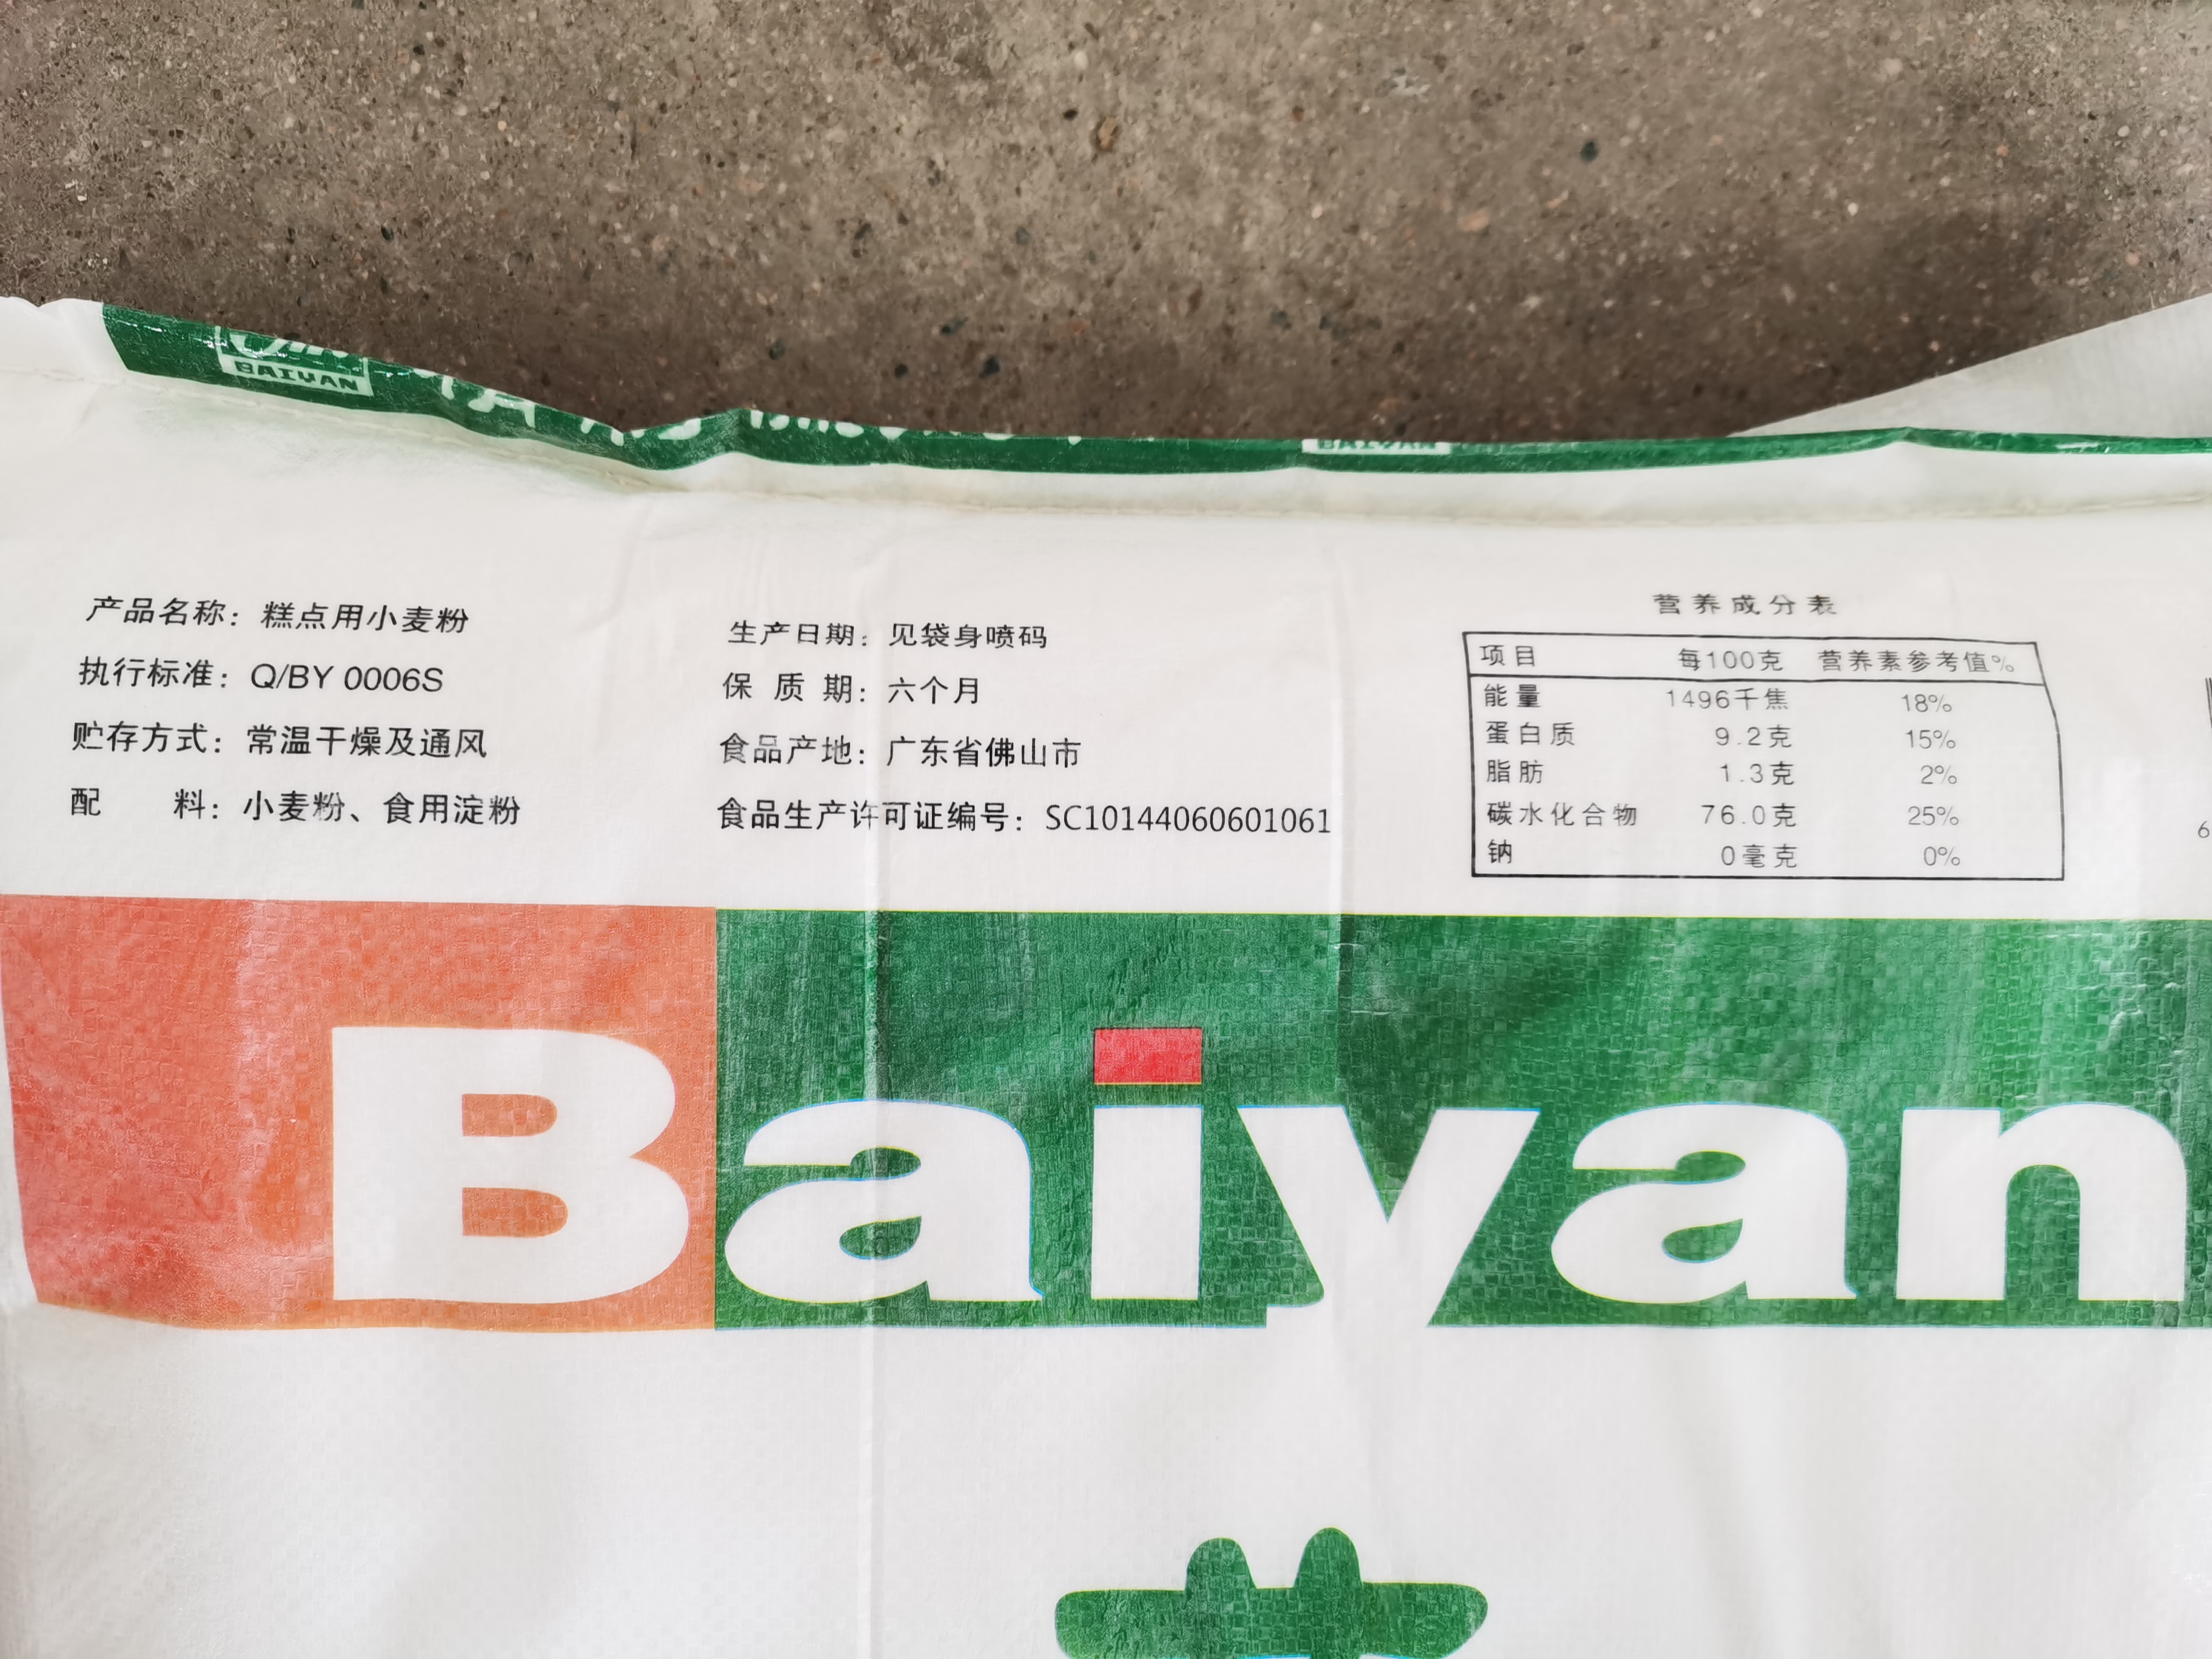 BAIYAN
BAIYAN
产品名称：糕点用小麦粉
执行标准：Q/BY 0006S
贮存方式：常温干燥及通风
配 料：小麦粉、食用淀粉
生产日期：见袋身喷码
保 质 期：六个月
食品产地：广东省佛山市
食品生产许可证编号：SC10144060601061
营养成分表
项目 每100克 营养素参考值%
能量 1496千焦 18%
蛋白质 9.2克 15%
脂肪 1.3克 2%
碳水化合物 76.0克 25%
钠 0毫克 0%
6
Baiyan